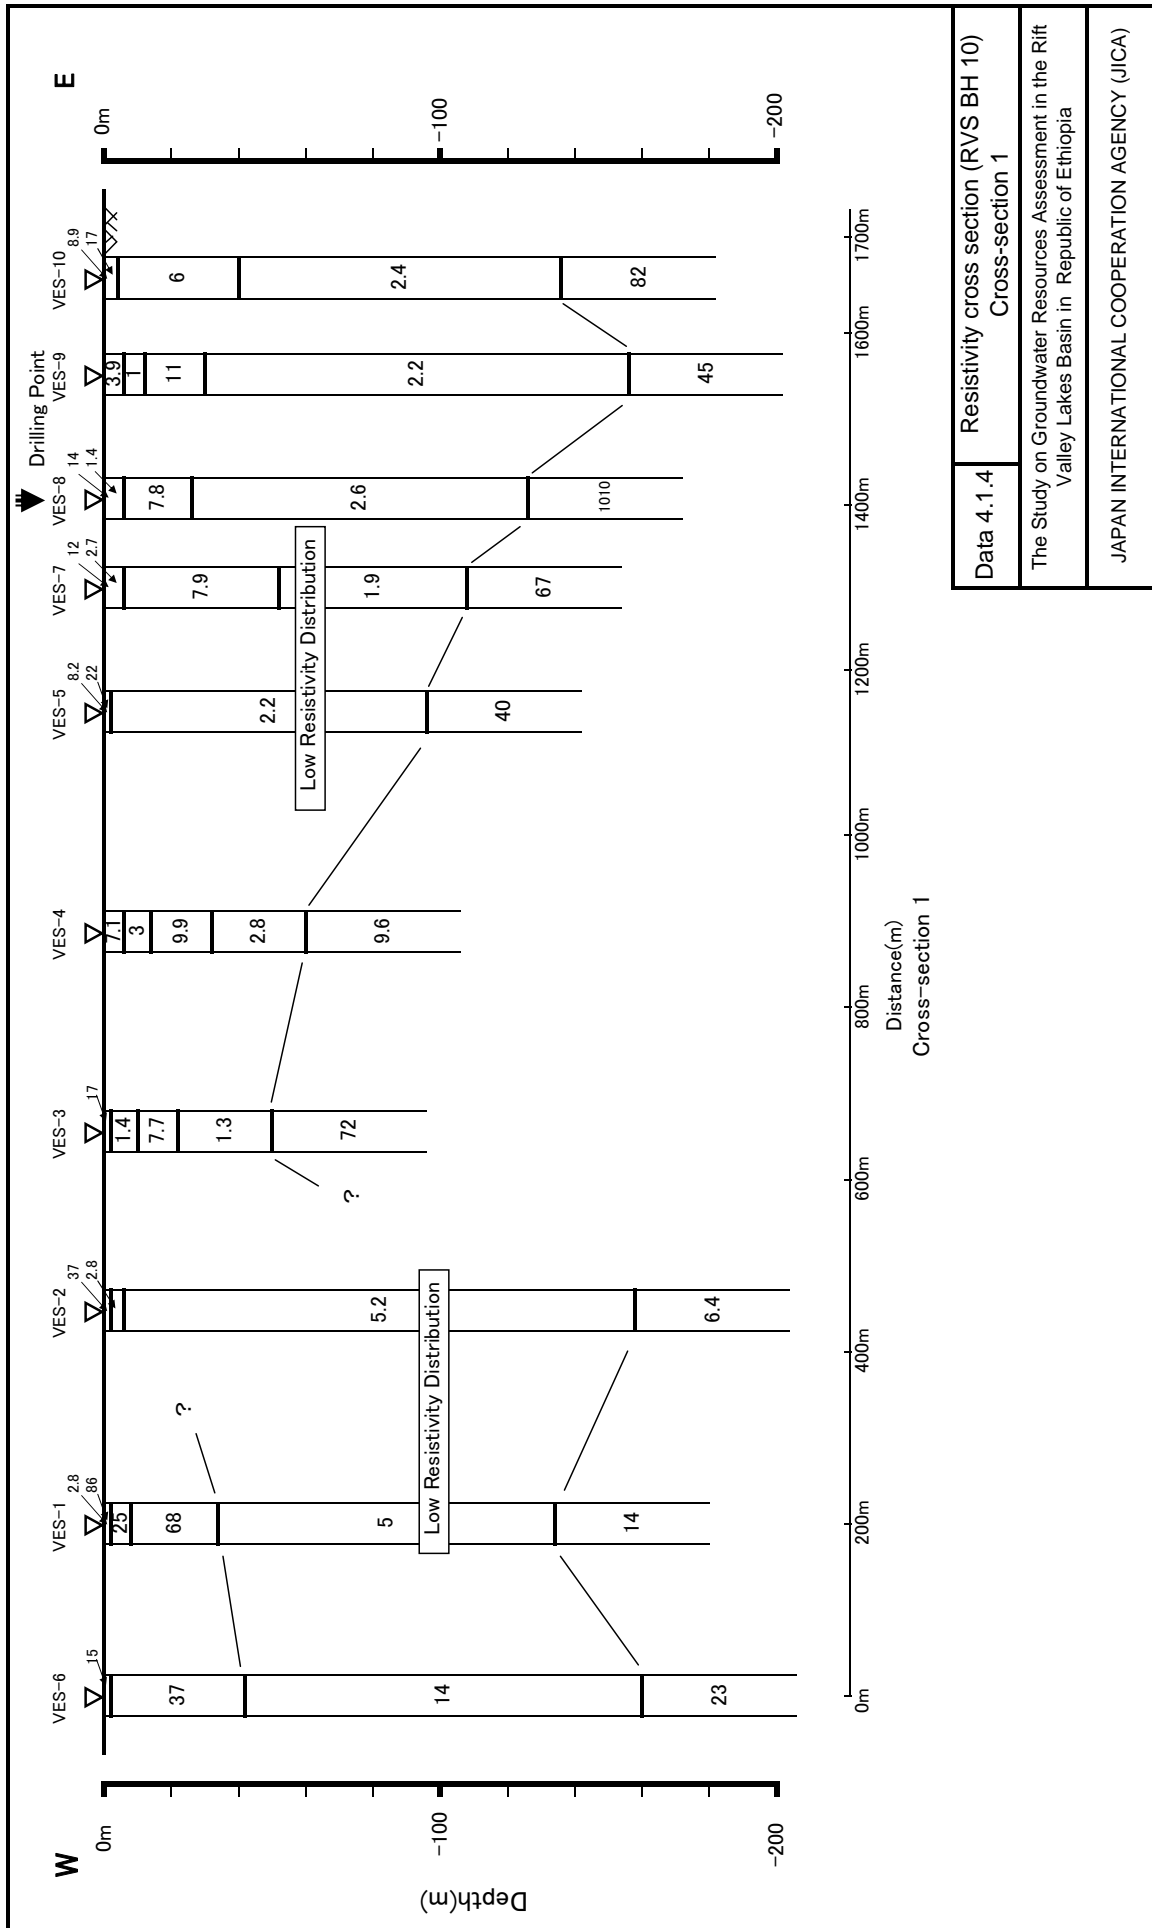 W
E
Drilling Point
VES-6
VES-1
VES-2
VES-3
VES-4
VES-5
VES-7
VES-8
VES-9
VES-10
15
2.8
86
37
2.8
17
8.2
22
12
2.7
14
1.4
8.9
17
0m
-100
-200
Depth(m)
37
14
23
25
68
5
14
5.2
6.4
1.4
7.7
1.3
72
7.1
3
9.9
2.8
9.6
2.2
40
7.9
1.9
67
7.8
2.6
1010
3.9
1
11
2.2
45
6
2.4
82
?
?
Low Resistivity Distribution
Low Resistivity Distribution
0m
-100
-200
0m
200m
400m
600m
800m
1000m
1200m
1400m
1600m
1700m
Distance(m)
Cross-section 1
Data 4.1.4
Resistivity cross section (RVS BH 10)
Cross-section 1
The Study on Groundwater Resources Assessment in the Rift
Valley Lakes Basin in Republic of Ethiopia
JAPAN INTERNATIONAL COOPERATION AGENCY (JICA)